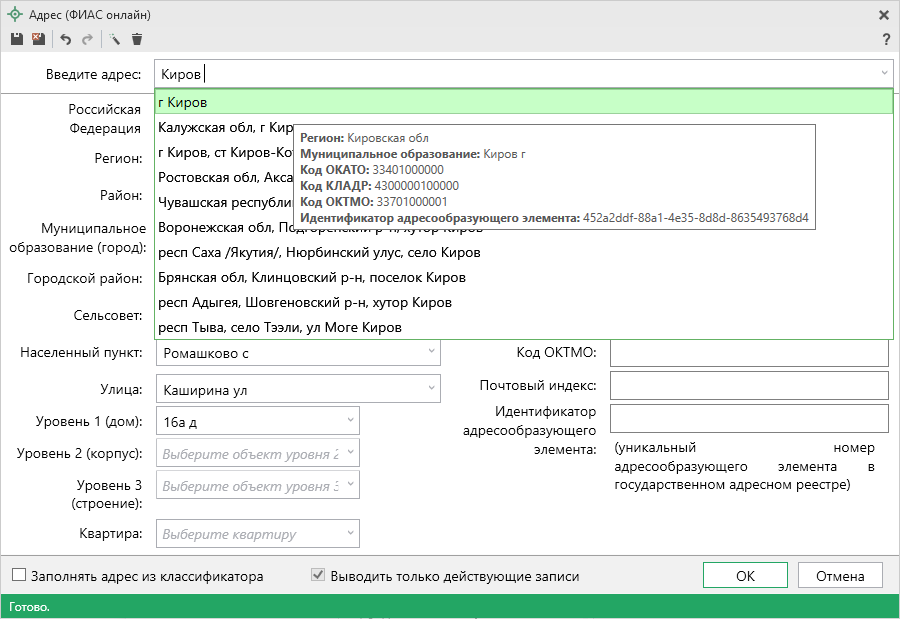 Адрес (ФИАС онлайн)
?
Введите адрес:
Киров
г Киров
Калужская обл, г Кир
г Киров, ст Киров-Ко
Ростовская обл, Акса
Чувашская республи
Воронежская обл, Подгоренский р-н, хутор Киров
респ Саха /Якутия/, Нюрбинский улус, село Киров
Брянская обл, Клинцовский р-н, поселок Киров
респ Адыгея, Шовгеновский р-н, хутор Киров
респ Тыва, село Тээли, ул Моге Киров
Регион: Кировская обл
Муниципальное образование: Киров г
Код ОКАТО: 33401000000
Код КЛАДР: 4300000100000
Код ОКТМО: 33701000001
Идентификатор адресообразующего элемента: 452a2ddf-88a1-4e35-8d8d-8635493768d4
Российская
Федерация
Регион:
Район:
Муниципальное
образование (город):
Городской район:
Сельсовет:
Населенный пункт:
Ромашково с
Улица:
Каширина ул
Уровень 1 (дом):
16а д
Уровень 2 (корпус):
Выберите объект уровня 2
Уровень 3
(строение):
Выберите объект уровня 3
Квартира:
Выберите квартиру
Код ОКТМО:
Почтовый индекс:
Идентификатор
адресообразующего
элемента:
(уникальный номер
адресообразующего элемента в
государственном адресном реестре)
Заполнять адрес из классификатора
Выводить только действующие записи
ОК
Отмена
Готово.